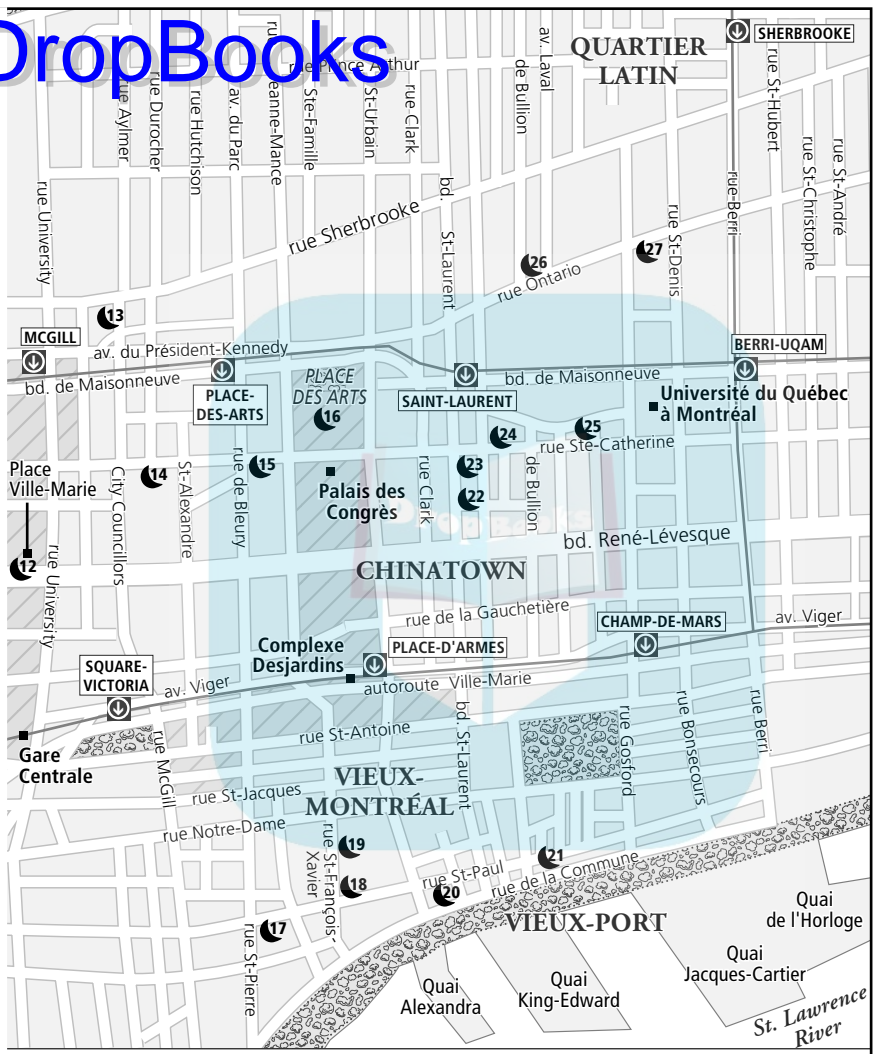 DropBooks
QUARTIER
LATIN
SHERBROOKE
rue Prince Arthur
av. Laval
de Bullion
rue St-Hubert
rue Aylmer
rue Durocher
rue Hutchison
av. du Parc
rue Jeanne-Mance
Ste-Famille
St-Urbain
rue Clark
rue St-Christophe
rue St-André
rue University
bd. St-Laurent
rue Berri
rue Sherbrooke
rue St-Denis
26
27
rue Ontario
13
MCGILL
av. du Président-Kennedy
BERRI-UQAM
bd. de Maisonneuve
PLACE-
DES-ARTS
PLACE
DES ARTS
16
SAINT-LAURENT
bd. de Maisonneuve
Université du Québec
à Montréal
25
24
rue Ste-Catherine
Place
Ville-Marie
14
15
23
22
City Councillors
St-Alexandre
rue de Bleury
Palais des
Congrès
rue Clark
de Bullion
DropBooks
bd. René-Lévesque
12
rue University
CHINATOWN
rue de la Gauchetière
CHAMP-DE-MARS
av. Viger
Complexe
Desjardins
PLACE-D'ARMES
SQUARE-
VICTORIA
av. Viger
autoroute Ville-Marie
bd. St-Laurent
rue Gosford
rue Bonsecours
rue Berri
Gare
Centrale
rue McGill
rue St-Antoine
VIEUX-
MONTRÉAL
rue St-Jacques
rue Notre-Dame
rue St-François-
Xavier
19
18
21
rue St-Paul
rue de la Commune
20
17
rue St-Pierre
VIEUX-PORT
Quai
de l'Horloge
Quai
Jacques-Cartier
Quai
King-Edward
Quai
Alexandra
St. Lawrence
River